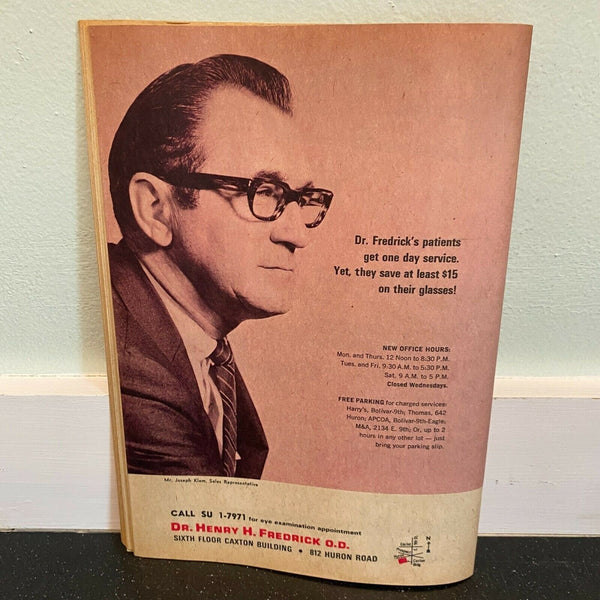 Dr. Fredrick's patients
get one day service.
Yet, they save at least $15
on their glasses!
NEW OFFICE HOURS:
Mon. and Thurs. 12 Noon to 8:30 P.M.
Tues. and Fri. 9:30 A.M. to 5:30 P.M.
Sat. 9 A.M. to 5 P.M.
Closed Wednesdays.
FREE PARKING for charged services:
Harry's, Bolivar-9th; Thomas, 642
Huron; APCOA, Bolivar-9th-Eagle;
M&A, 2134 E. 9th; Or, up to 2
hours in any other lot — just
bring your parking slip.
Mr. Joseph Klam, Sales Representative
CALL SU 1-7971 for eye examination appointment
DR. HENRY H. FREDRICK O.D.
SIXTH FLOOR CAXTON BUILDING • 812 HURON ROAD